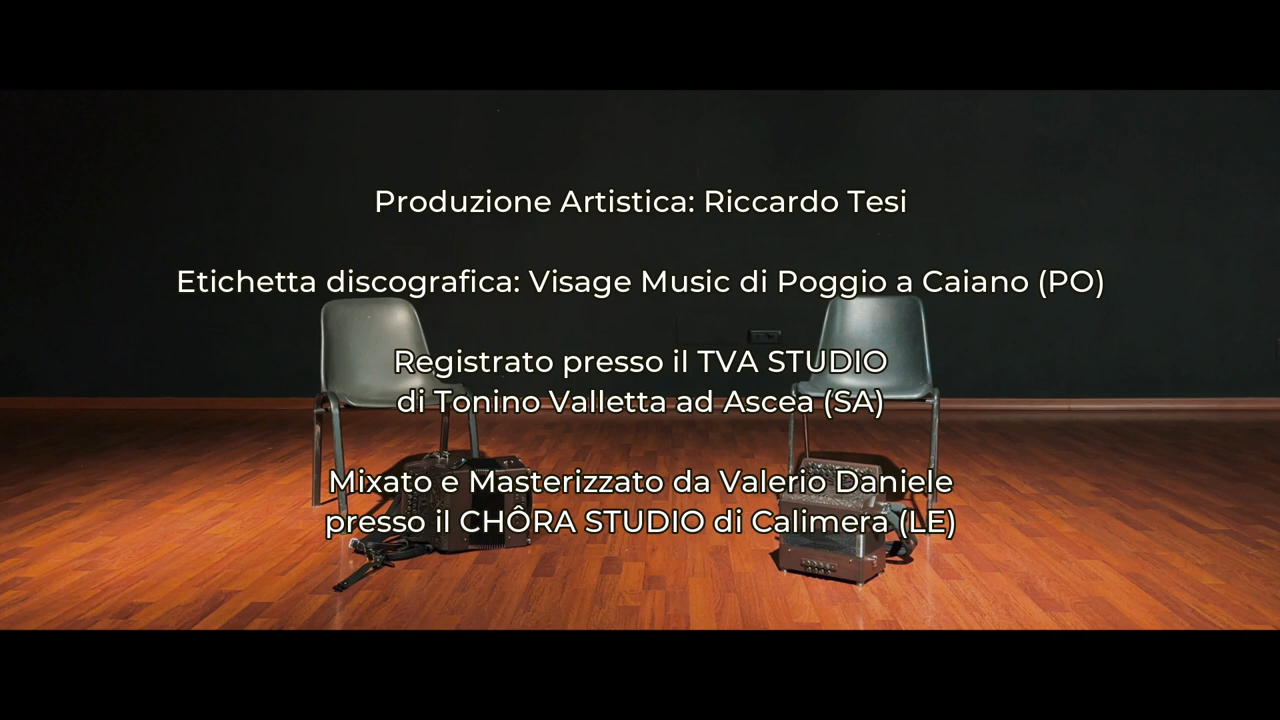 Produzione Artistica: Riccardo Tesi
Etichetta discografica: Visage Music di Poggio a Caiano (PO)
Registrato presso il TVA STUDIO
di Tonino Valletta ad Ascea (SA)
Mixato e Masterizzato da Valerio Daniele
presso il CHÔRA STUDIO di Calimera (LE)